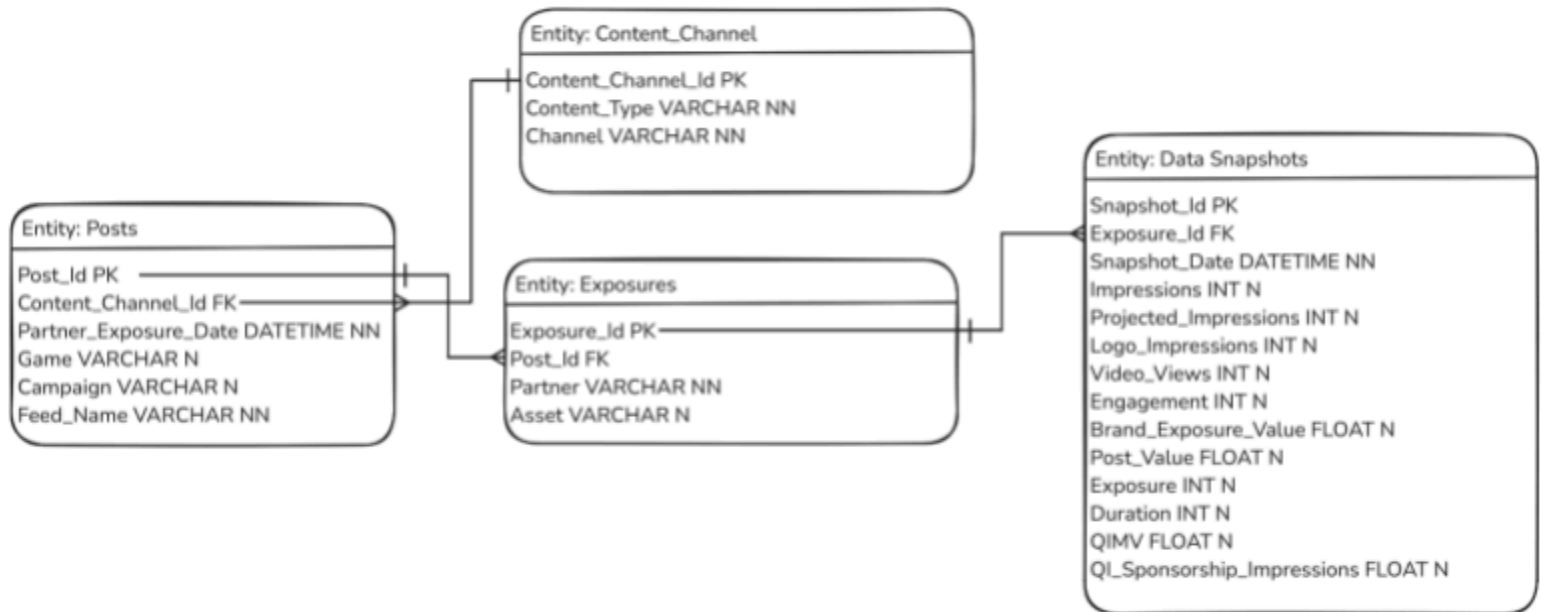 Entity: Content_Channel
Content_Channel_Id PK
Content_Type VARCHAR NN
Channel VARCHAR NN
Entity: Posts
Post_Id PK
Content_Channel_Id FK
Partner_Exposure_Date DATETIME NN
Game VARCHAR N
Campaign VARCHAR N
Feed_Name VARCHAR NN
Entity: Exposures
Exposure_Id PK
Post_Id FK
Partner VARCHAR NN
Asset VARCHAR N
Entity: Data Snapshots
Snapshot_Id PK
Exposure_Id FK
Snapshot_Date DATETIME NN
Impressions INT N
Projected_Impressions INT N
Logo_Impressions INT N
Video_Views INT N
Engagement INT N
Brand_Exposure_Value FLOAT N
Post_Value FLOAT N
Exposure INT N
Duration INT N
QIMV FLOAT N
QI_Sponsorship_Impressions FLOAT N